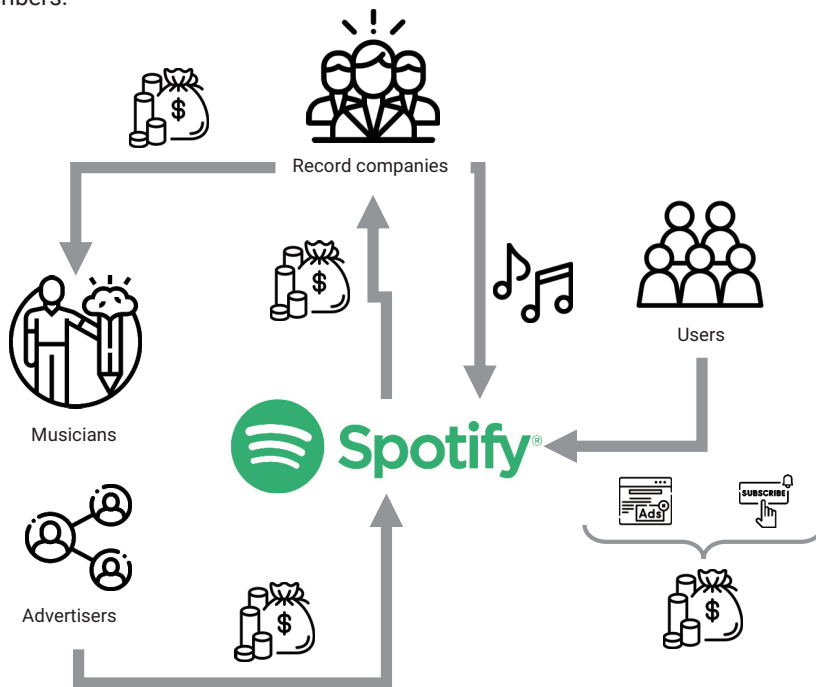 Record companies
Users
Musicians
Spotify®
Ads
SUBSCRIBE
Advertisers
$
$
$
$